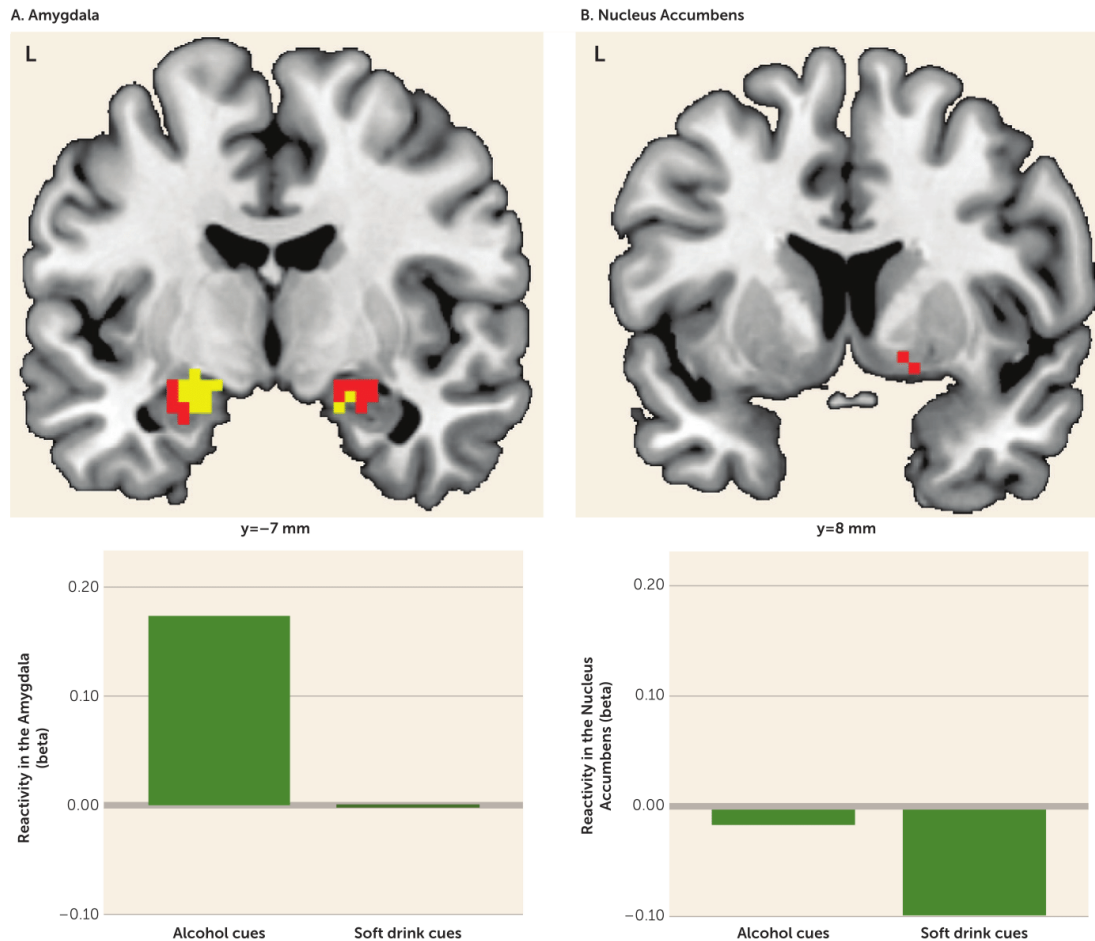 A. Amygdala
B. Nucleus Accumbens
L
L
y=−7 mm
y=8 mm
Reactivity in the Amygdala
(beta)
0.20
0.10
0.00
−0.10
Alcohol cues
Soft drink cues
Reactivity in the Nucleus
Accumbens (beta)
0.20
0.10
0.00
−0.10
Alcohol cues
Soft drink cues